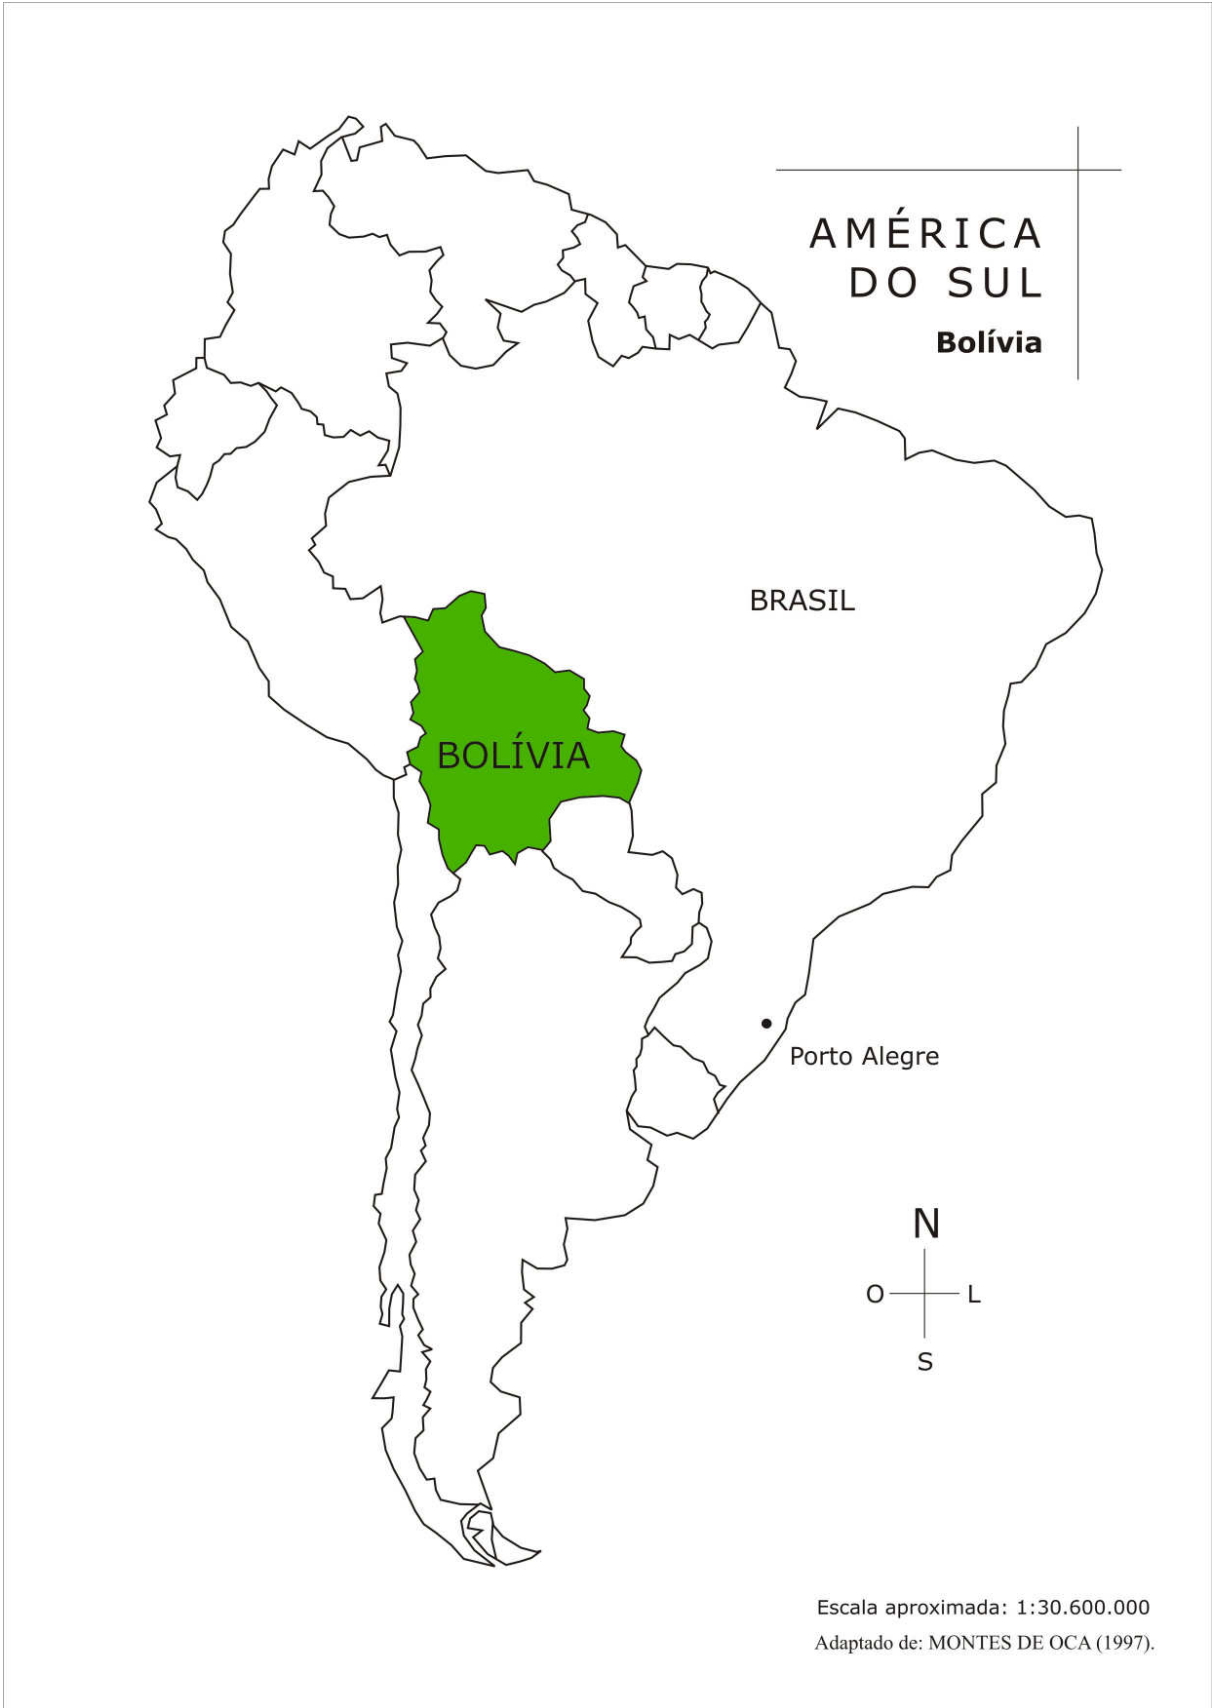 AMÉRICA
DO SUL
Bolívia
BRASIL
BOLÍVIA
Porto Alegre
N
O L
S
Escala aproximada: 1:30.600.000
Adaptado de: MONTES DE OCA (1997).